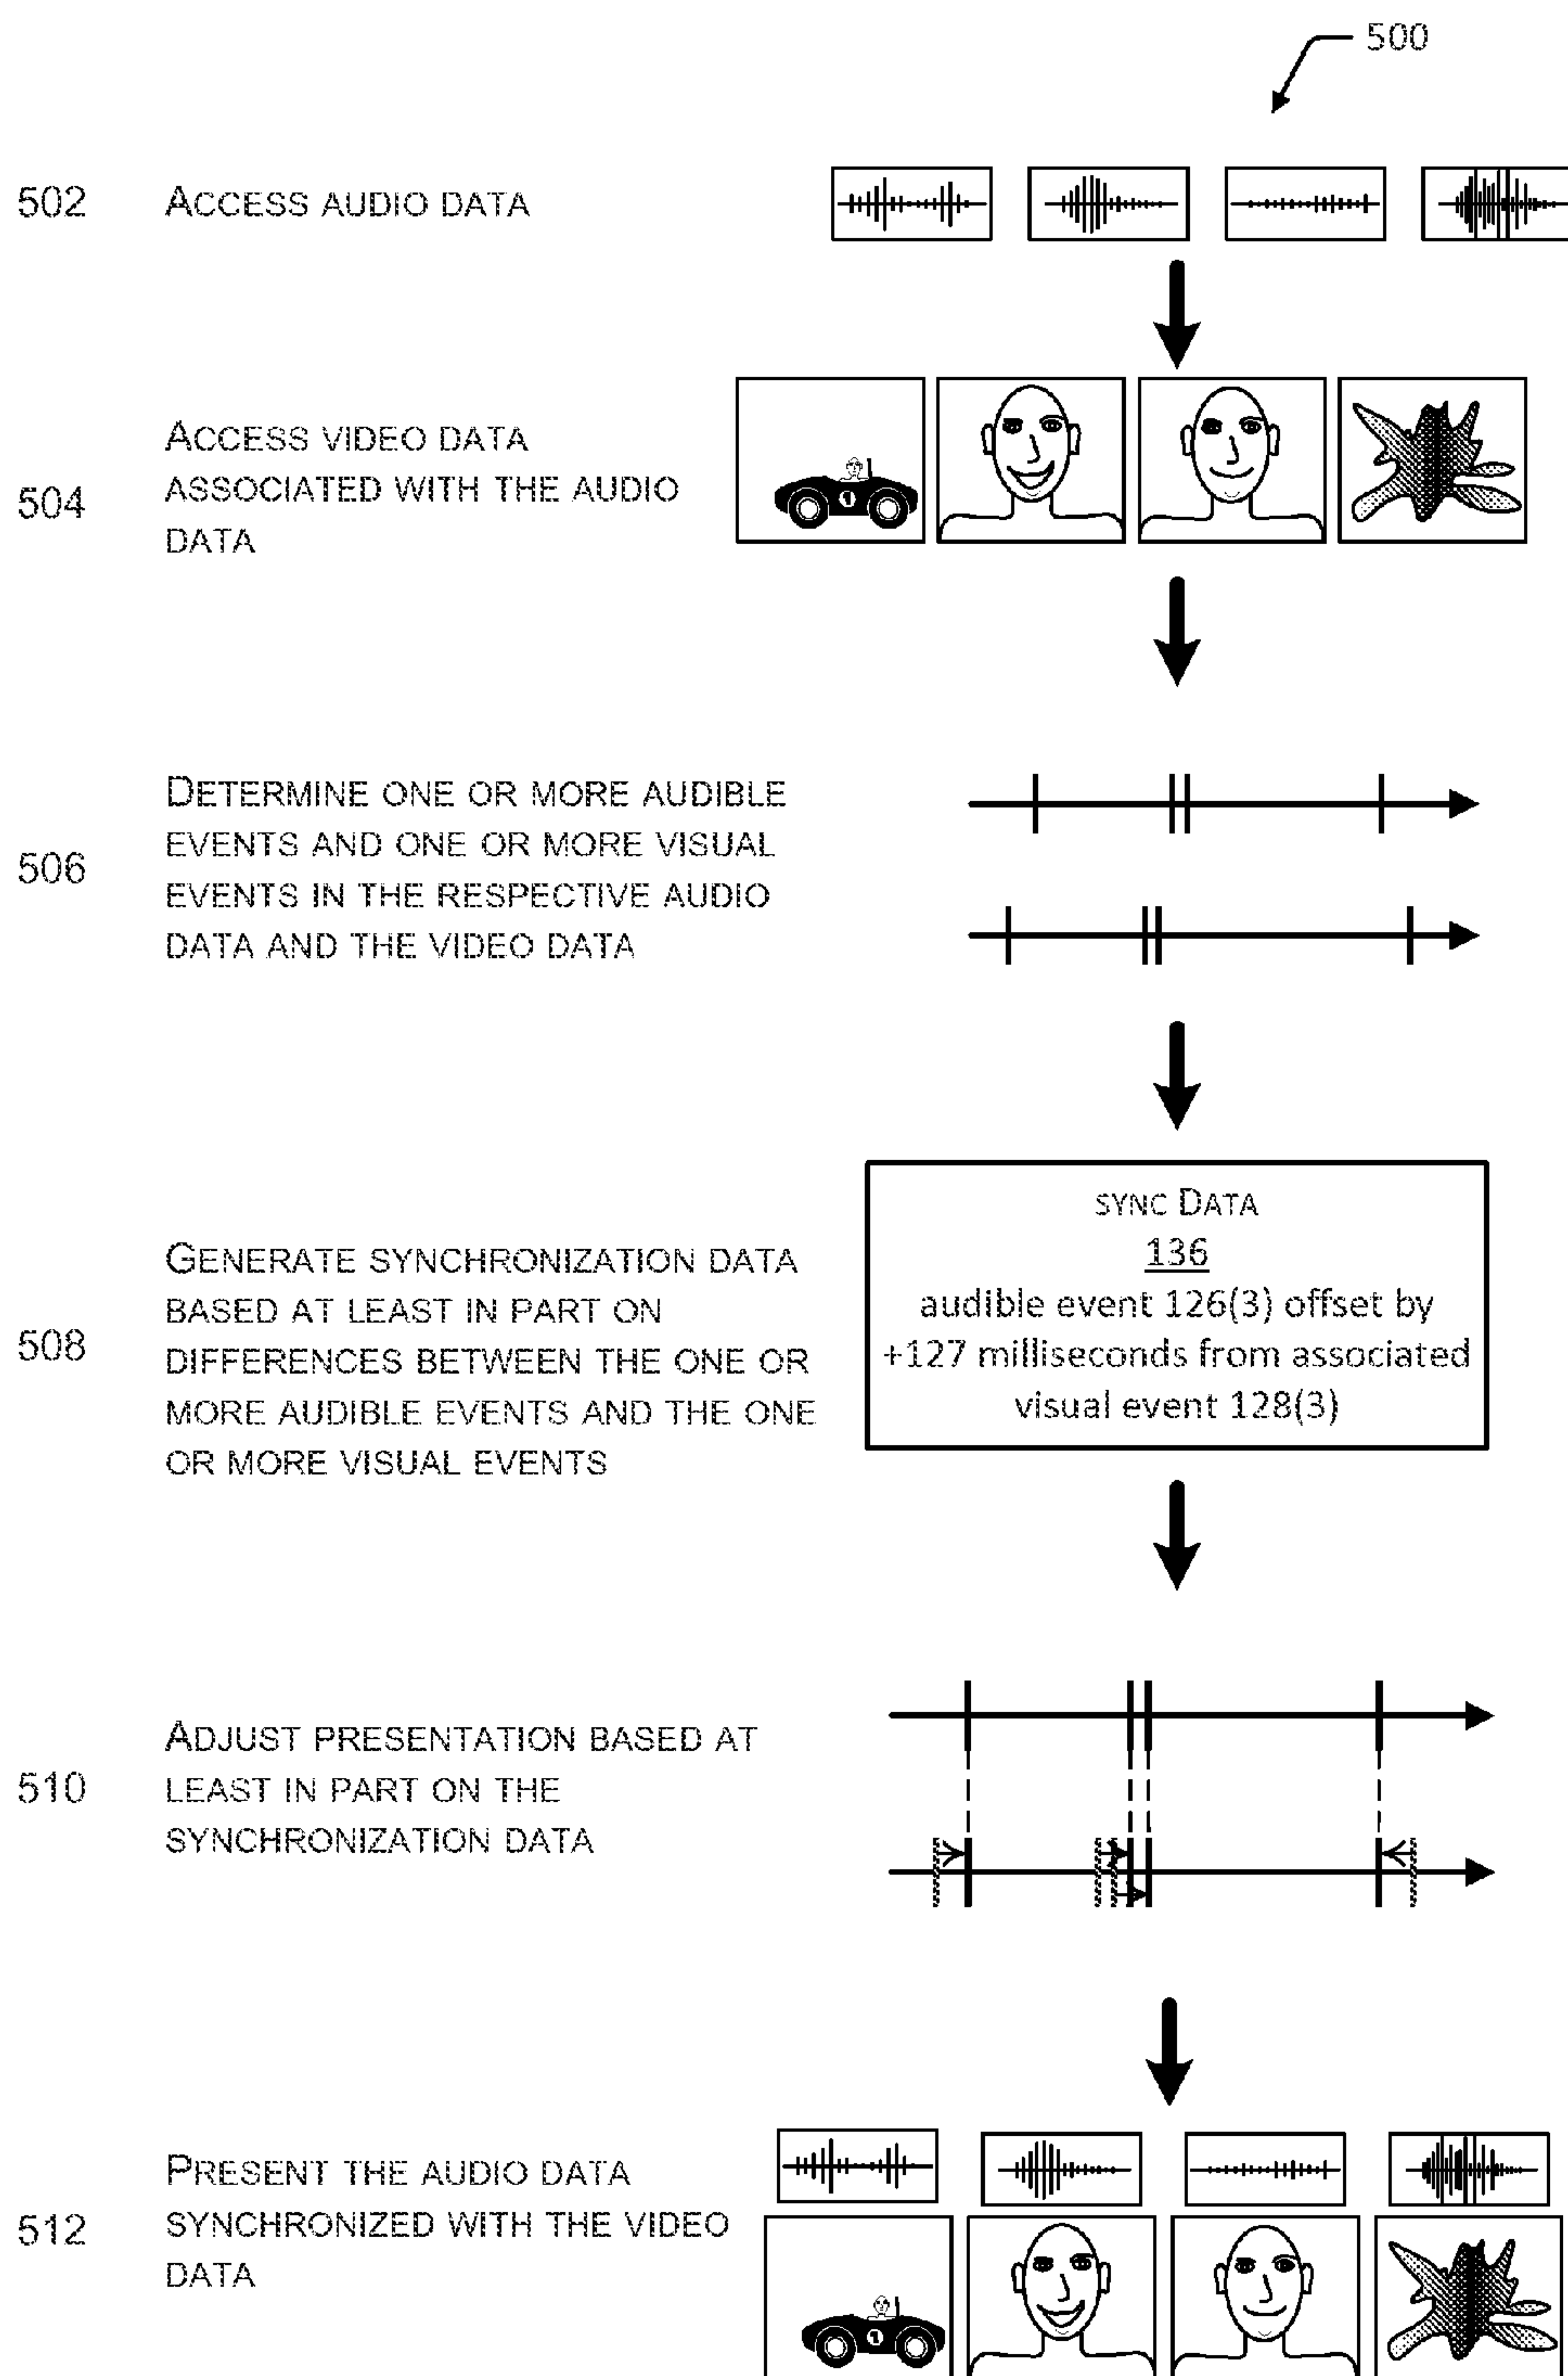 500
502 ACCESS AUDIO DATA
504
ACCESS VIDEO DATA
ASSOCIATED WITH THE AUDIO
DATA
1
506
DETERMINE ONE OR MORE AUDIBLE
EVENTS AND ONE OR MORE VISUAL
EVENTS IN THE RESPECTIVE AUDIO
DATA AND THE VIDEO DATA
508
GENERATE SYNCHRONIZATION DATA
BASED AT LEAST IN PART ON
DIFFERENCES BETWEEN THE ONE OR
MORE AUDIBLE EVENTS AND THE ONE
OR MORE VISUAL EVENTS
SYNC DATA
136
audible event 126(3) offset by
+127 milliseconds from associated
visual event 128(3)
510
ADJUST PRESENTATION BASED AT
LEAST IN PART ON THE
SYNCHRONIZATION DATA
512
PRESENT THE AUDIO DATA
SYNCHRONIZED WITH THE VIDEO
DATA
1